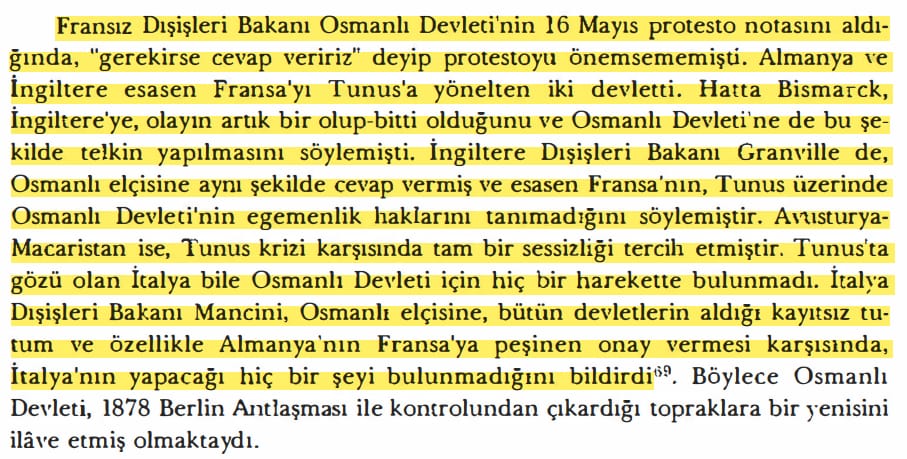 Fransız Dışişleri Bakanı Osmanlı Devleti'nin 16 Mayıs protesto notasını aldı-
ğında, "gerekirse cevap veririz" deyip protestoyu önemsememişti. Almanya ve
İngiltere esasen Fransa'yı Tunus'a yönelten iki devletti. Hatta Bismarck,
İngiltere'ye, olayın artık bir olup-bitti olduğunu ve Osmanlı Devleti'ne de bu şe-
kilde telkin yapılmasını söylemişti. İngiltere Dışişleri Bakanı Granville de,
Osmanlı elçisine aynı şekilde cevap vermiş ve esasen Fransa'nın, Tunus üzerinde
Osmanlı Devleti'nin egemenlik haklarını tanımadığını söylemiştir. Avusturya-
Macaristan ise, Tunus krizi karşısında tam bir sessizliği tercih etmiştir. Tunus'ta
gözü olan İtalya bile Osmanlı Devleti için hiç bir harekette bulunmadı. İtalya
Dışişleri Bakanı Mancini, Osmanlı elçisine, bütün devletlerin aldığı kayıtsız tu-
tum ve özellikle Almanya'nın Fransa'ya peşinen onay vermesi karşısında,
İtalya'nın yapacağı hiç bir şeyi bulunmadığını bildirdi⁶⁹. Böylece Osmanlı
Devleti, 1878 Berlin Antlaşması ile kontrolundan çıkardığı topraklara bir yenisini
ilâve etmiş olmaktaydı.